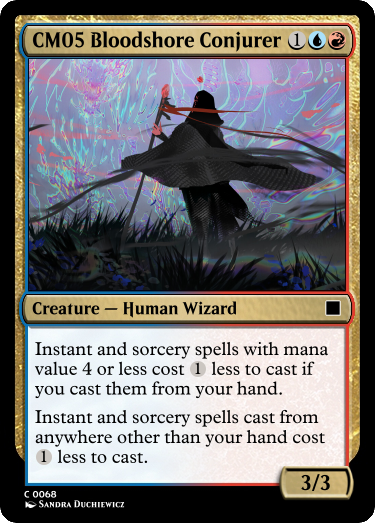 CM05 Bloodshore Conjurer 1
Creature — Human Wizard
Instant and sorcery spells with mana
value 4 or less cost 1 less to cast if
you cast them from your hand.
Instant and sorcery spells cast from
anywhere other than your hand cost
1 less to cast.
3/3
C 0068
Sandra Duchiewicz